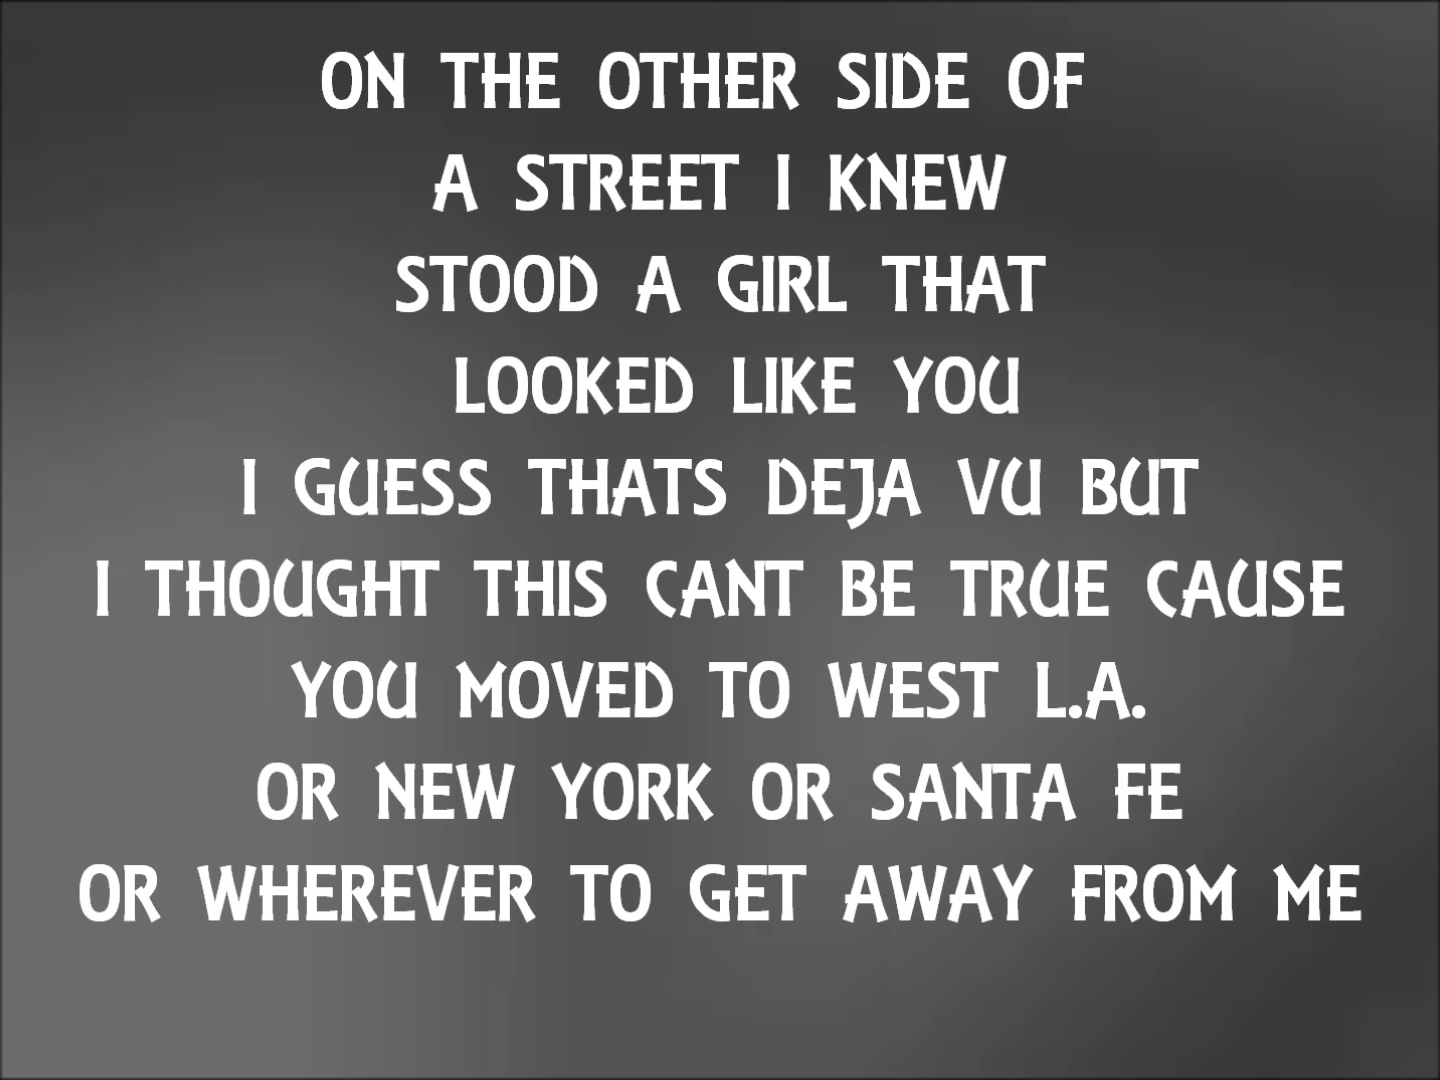 ON THE OTHER SIDE OF
A STREET I KNEW
STOOD A GIRL THAT
LOOKED LIKE YOU
I GUESS THATS DEJA VU BUT
I THOUGHT THIS CANT BE TRUE CAUSE
YOU MOVED TO WEST L.A.
OR NEW YORK OR SANTA FE
OR WHEREVER TO GET AWAY FROM ME